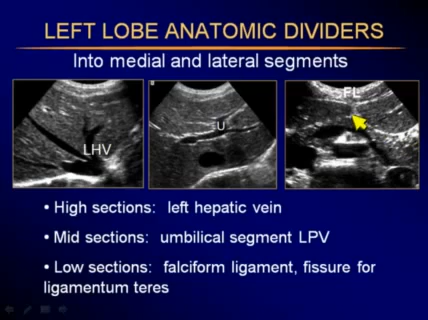 LEFT LOBE ANATOMIC DIVIDERS
Into medial and lateral segments
LHV
U
FL
• High sections: left hepatic vein
• Mid sections: umbilical segment LPV
• Low sections: falciform ligament, fissure for
ligamentum teres